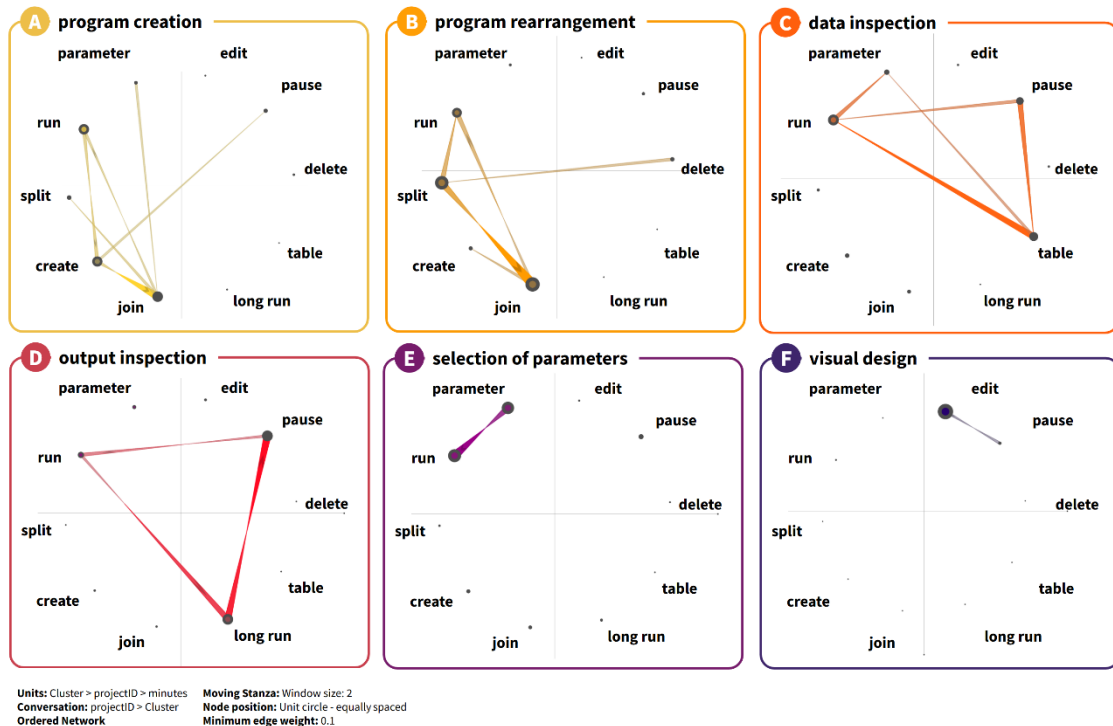 A program creation
parameter
edit
pause
run
delete
split
table
create
long run
join
B program rearrangement
parameter
edit
pause
run
delete
split
table
create
long run
join
C data inspection
parameter
edit
pause
run
delete
split
table
create
long run
join
D output inspection
parameter
edit
pause
run
delete
split
table
create
long run
join
E selection of parameters
parameter
edit
pause
run
delete
split
table
create
long run
join
F visual design
parameter
edit
pause
run
delete
split
table
create
long run
join
Units: Cluster > projectID > minutes
Conversation: projectID > Cluster
Ordered Network
Moving Stanza: Window size: 2
Node position: Unit circle - equally spaced
Minimum edge weight: 0.1